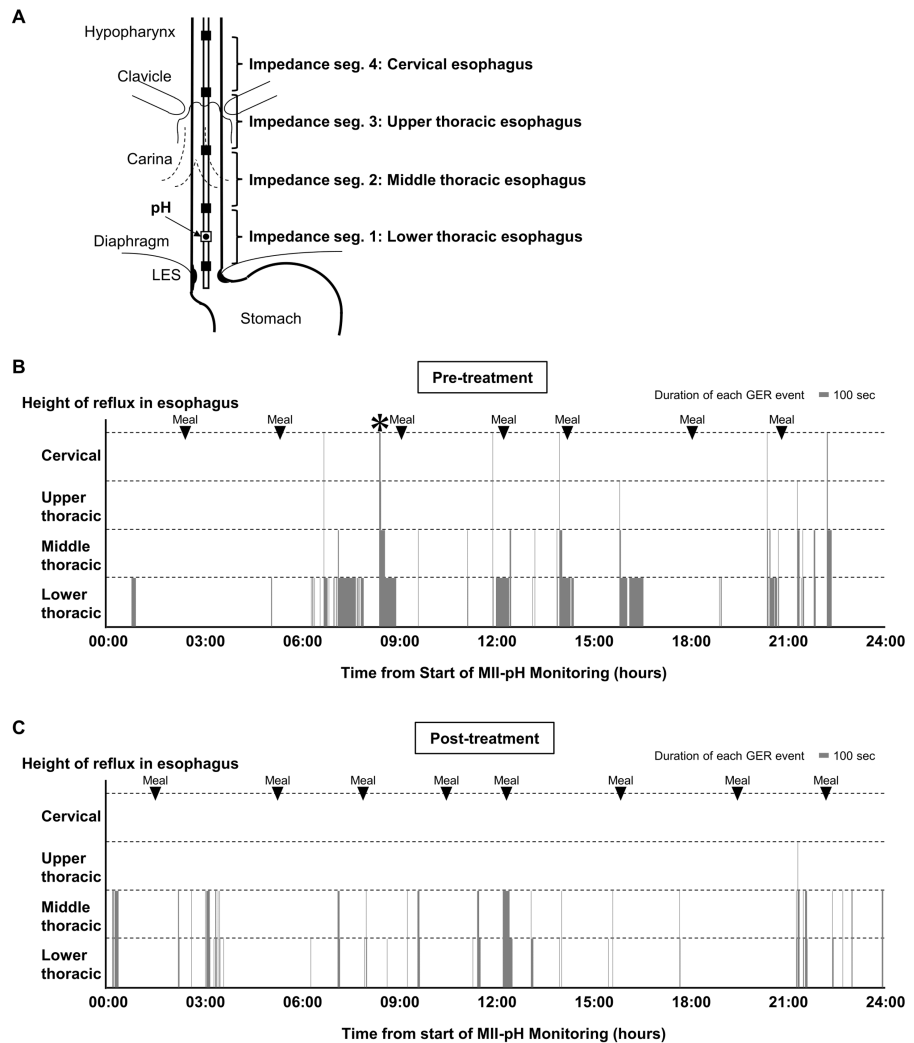 A
Hypopharynx
Impedance seg. 4: Cervical esophagus
Clavicle
Impedance seg. 3: Upper thoracic esophagus
Carina
Impedance seg. 2: Middle thoracic esophagus
pH
Diaphragm
Impedance seg. 1: Lower thoracic esophagus
LES
Stomach
B
Pre-treatment
Duration of each GER event 100 sec
Height of reflux in esophagus
Meal Meal * Meal Meal Meal Meal Meal
Cervical
Upper
thoracic
Middle
thoracic
Lower
thoracic
00:00 03:00 06:00 09:00 12:00 15:00 18:00 21:00 24:00
Time from Start of MII-pH Monitoring (hours)
C
Post-treatment
Duration of each GER event 100 sec
Height of reflux in esophagus
Meal Meal Meal Meal Meal Meal Meal Meal
Cervical
Upper
thoracic
Middle
thoracic
Lower
thoracic
00:00 03:00 06:00 09:00 12:00 15:00 18:00 21:00 24:00
Time from start of MII-pH Monitoring (hours)